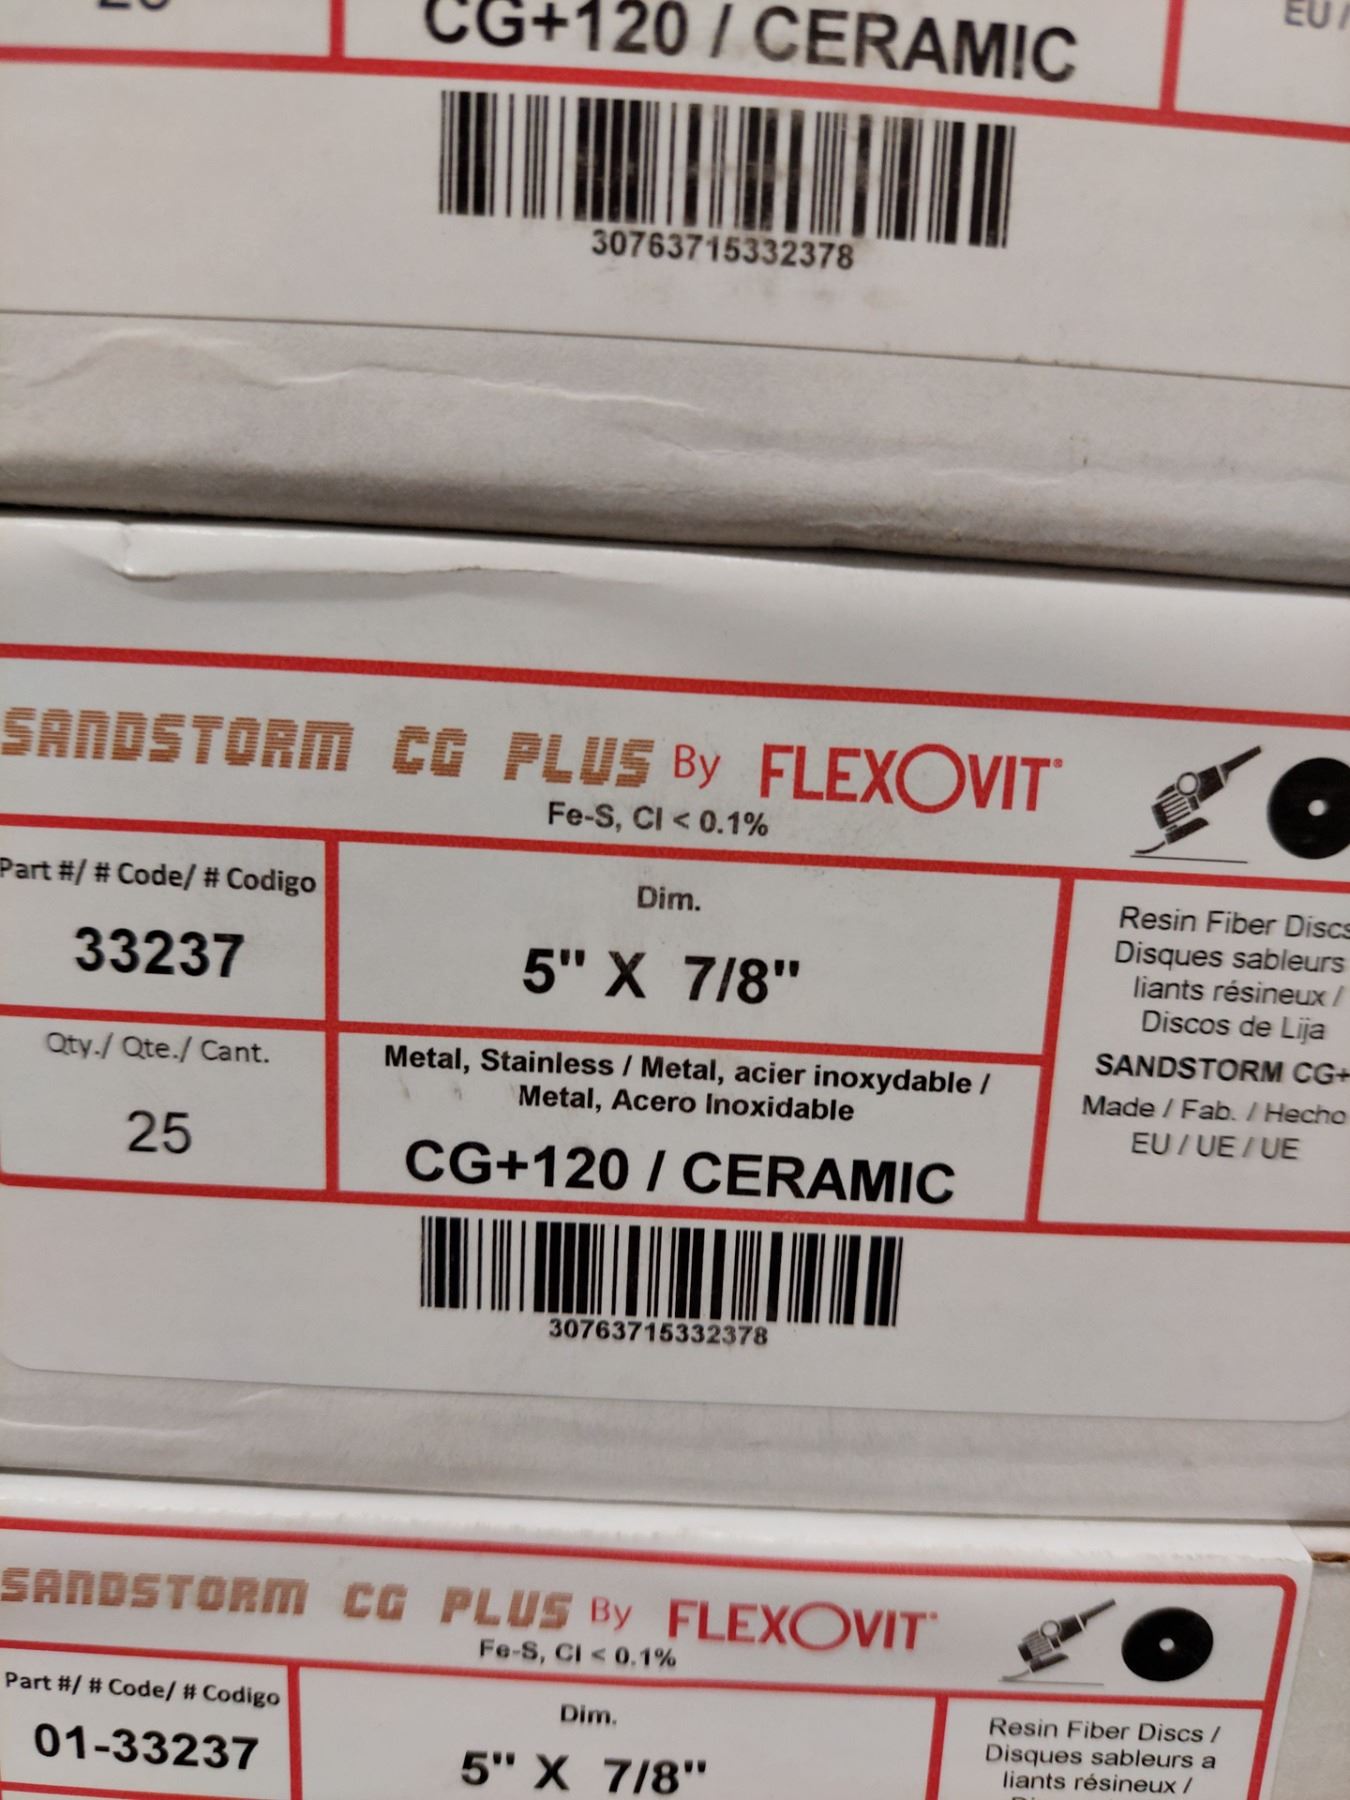 CG+120 / CERAMIC
EU /
30763715332378
SANDSTORM CG PLUS By FLEXOVIT®
Fe-S, Cl < 0.1%
Part #/ # Code/ # Codigo
33237
Dim.
5" X 7/8"
Resin Fiber Discs
Disques sableurs
liants résineux /
Discos de Lija
SANDSTORM CG+
Made / Fab. / Hecho
EU / UE / UE
Qty./ Qte./ Cant.
25
Metal, Stainless / Metal, acier inoxydable /
Metal, Acero Inoxidable
CG+120 / CERAMIC
30763715332378
SANDSTORM CG PLUS By FLEXOVIT®
Fe-S, Cl < 0.1%
Part #/ # Code/ # Codigo
01-33237
Dim.
5" X 7/8"
Resin Fiber Discs /
Disques sableurs a
liants résineux /